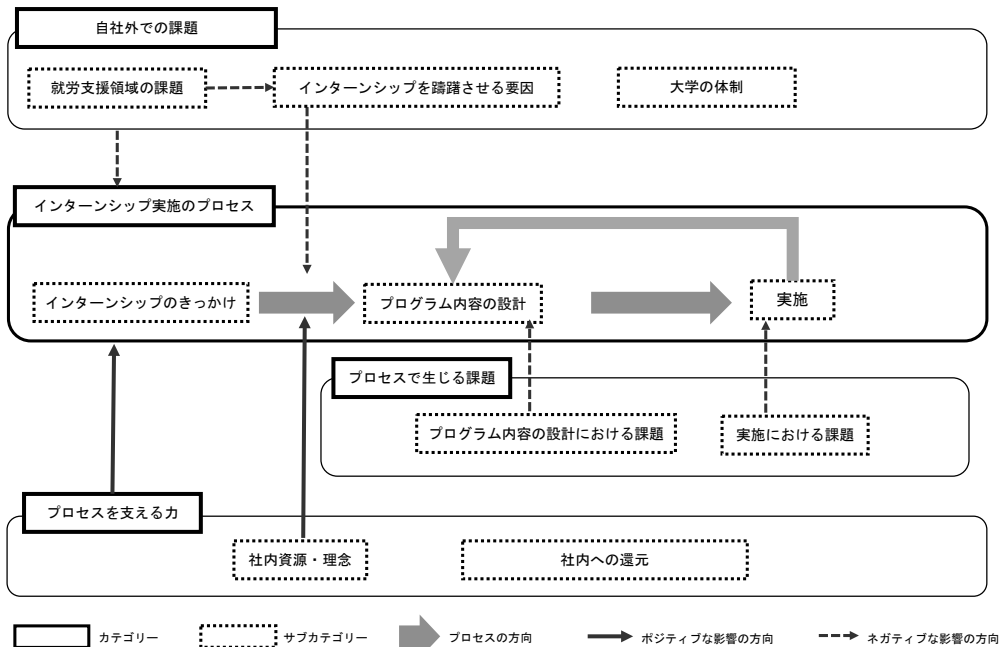 自社外での課題
就労支援領域の課題
インターンシップを躊躇させる要因
大学の体制
インターンシップ実施のプロセス
インターンシップのきっかけ
プログラム内容の設計
実施
プロセスで生じる課題
プログラム内容の設計における課題
実施における課題
プロセスを支える力
社内資源・理念
社内への還元
カテゴリー
サブカテゴリー
プロセスの方向
ポジティブな影響の方向
ネガティブな影響の方向